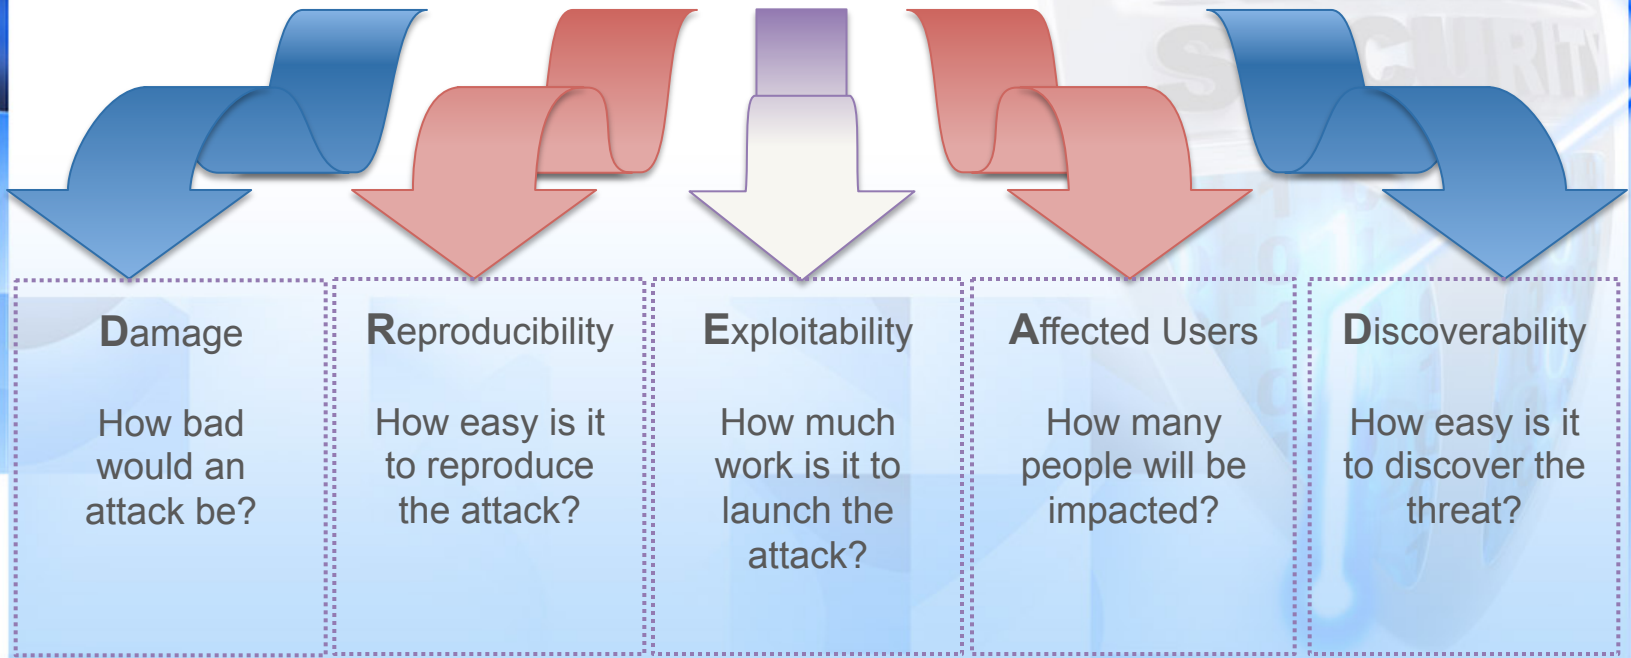 SECURITY
Damage
How bad
would an
attack be?
Reproducibility
How easy is it
to reproduce
the attack?
Exploitability
How much
work is it to
launch the
attack?
Affected Users
How many
people will be
impacted?
Discoverability
How easy is it
to discover the
threat?